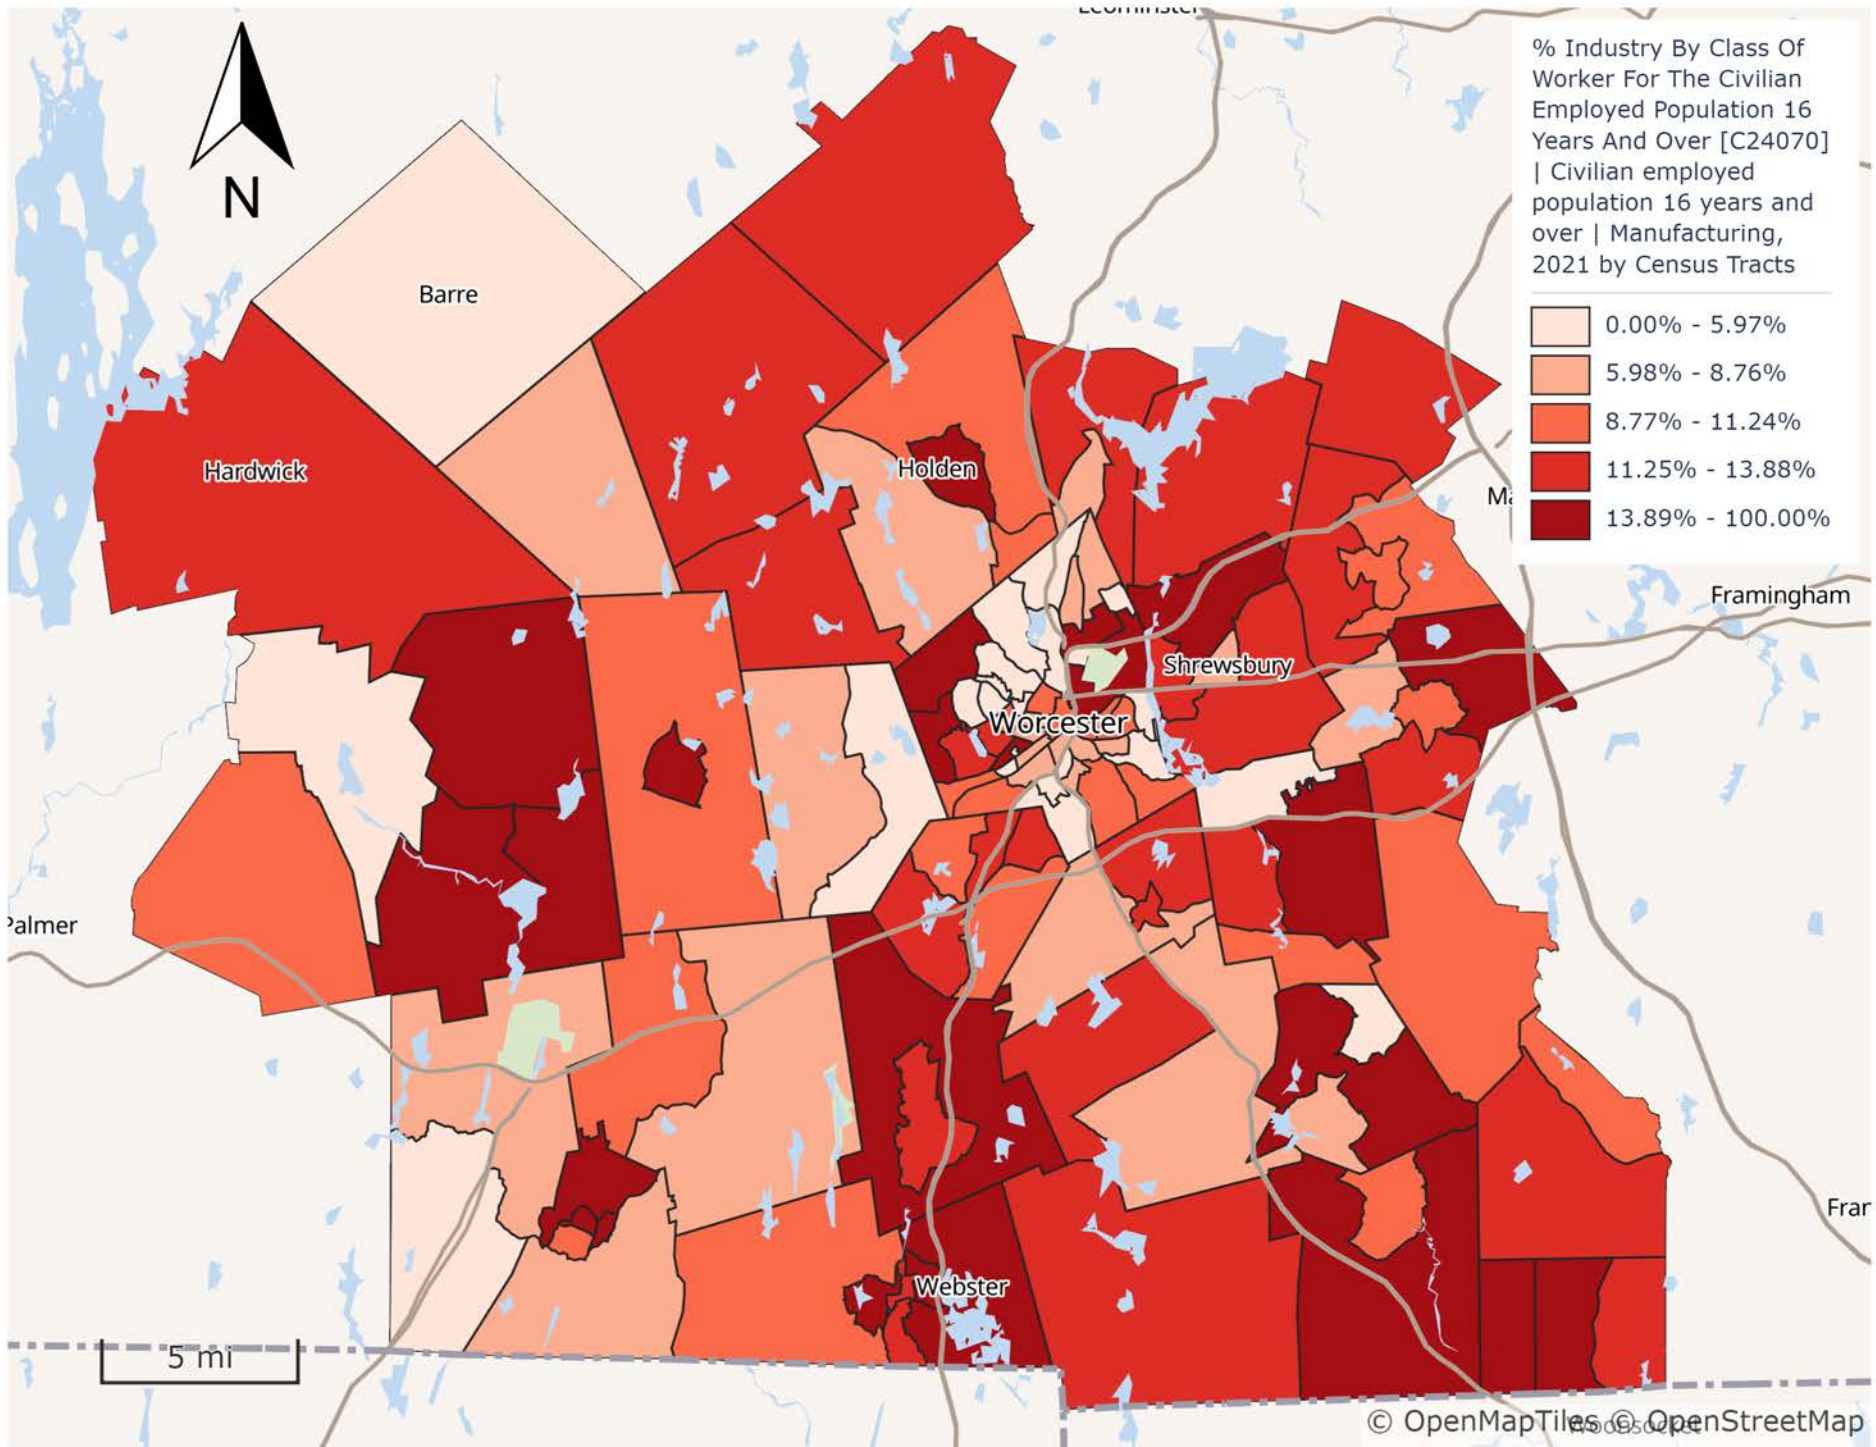 % Industry By Class Of
Worker For The Civilian
Employed Population 16
Years And Over [C24070]
| Civilian employed
population 16 years and
over | Manufacturing,
2021 by Census Tracts
0.00% - 5.97%
5.98% - 8.76%
8.77% - 11.24%
11.25% - 13.88%
13.89% - 100.00%
Leominster
N
Barre
Hardwick
Holden
Ma
Framingham
Shrewsbury
Worcester
Palmer
Fran
Webster
5 mi
Woonsocket
© OpenMapTiles © OpenStreetMap